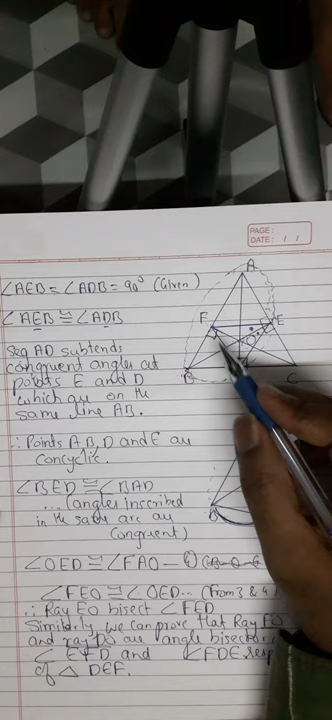 PAGE:
DATE: / /
A
∠AEB = ∠ADB = 90° (Given)
∠AEB ≅ ∠ADB
F E
Seg AD subtends
congruent angles at
points E and D
B C
which are on the
same line AB.
∴ Points A, B, D and E are
Concyclic.
∠BED ≅ ∠BAD
... (angles inscribed
in the same arc are
congruent)
∠OED ≅ ∠FAO —
∠FEO ≅ ∠OED... (from 3 & 4)
∴ Ray EO bisect ∠FED
Similarly we can prove that Ray FO
and ray DO are angle bisector
∠EFD and ∠FDE resp
of △ DEF.